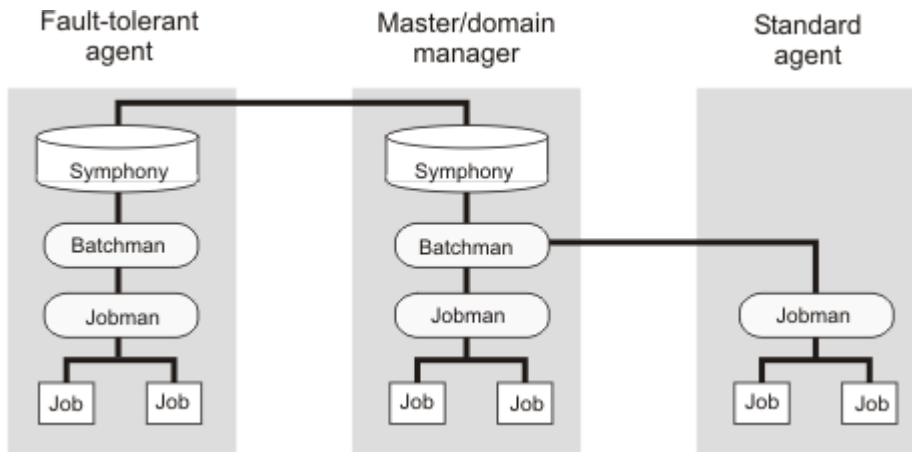 Fault-tolerant
agent
Master/domain
manager
Standard
agent
Symphony
Symphony
Batchman
Batchman
Jobman
Jobman
Jobman
Job
Job
Job
Job
Job
Job